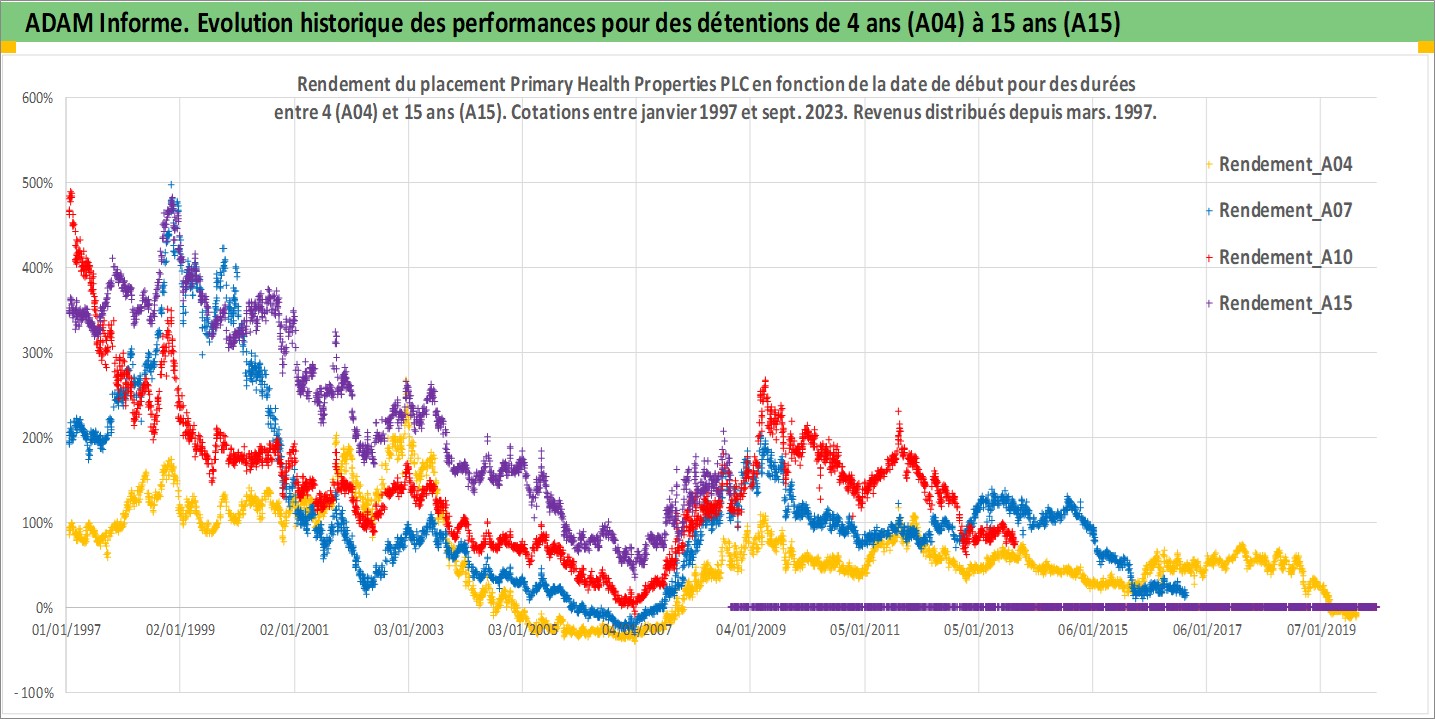 ADAM Informe. Evolution historique des performances pour des détentions de 4 ans (A04) à 15 ans (A15)
Rendement du placement Primary Health Properties PLC en fonction de la date de début pour des durées
entre 4 (A04) et 15 ans (A15). Cotations entre janvier 1997 et sept. 2023. Revenus distribués depuis mars. 1997.
600%
500%
400%
300%
200%
100%
0%
-100%
Rendement_A04
Rendement_A07
Rendement_A10
Rendement_A15
01/01/1997 02/01/1999 02/01/2001 03/01/2003 03/01/2005 04/01/2007 04/01/2009 05/01/2011 05/01/2013 06/01/2015 06/01/2017 07/01/2019